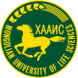 ХААИС
MONGOLIAN UNIVERSITY OF LIFE SCIENCES